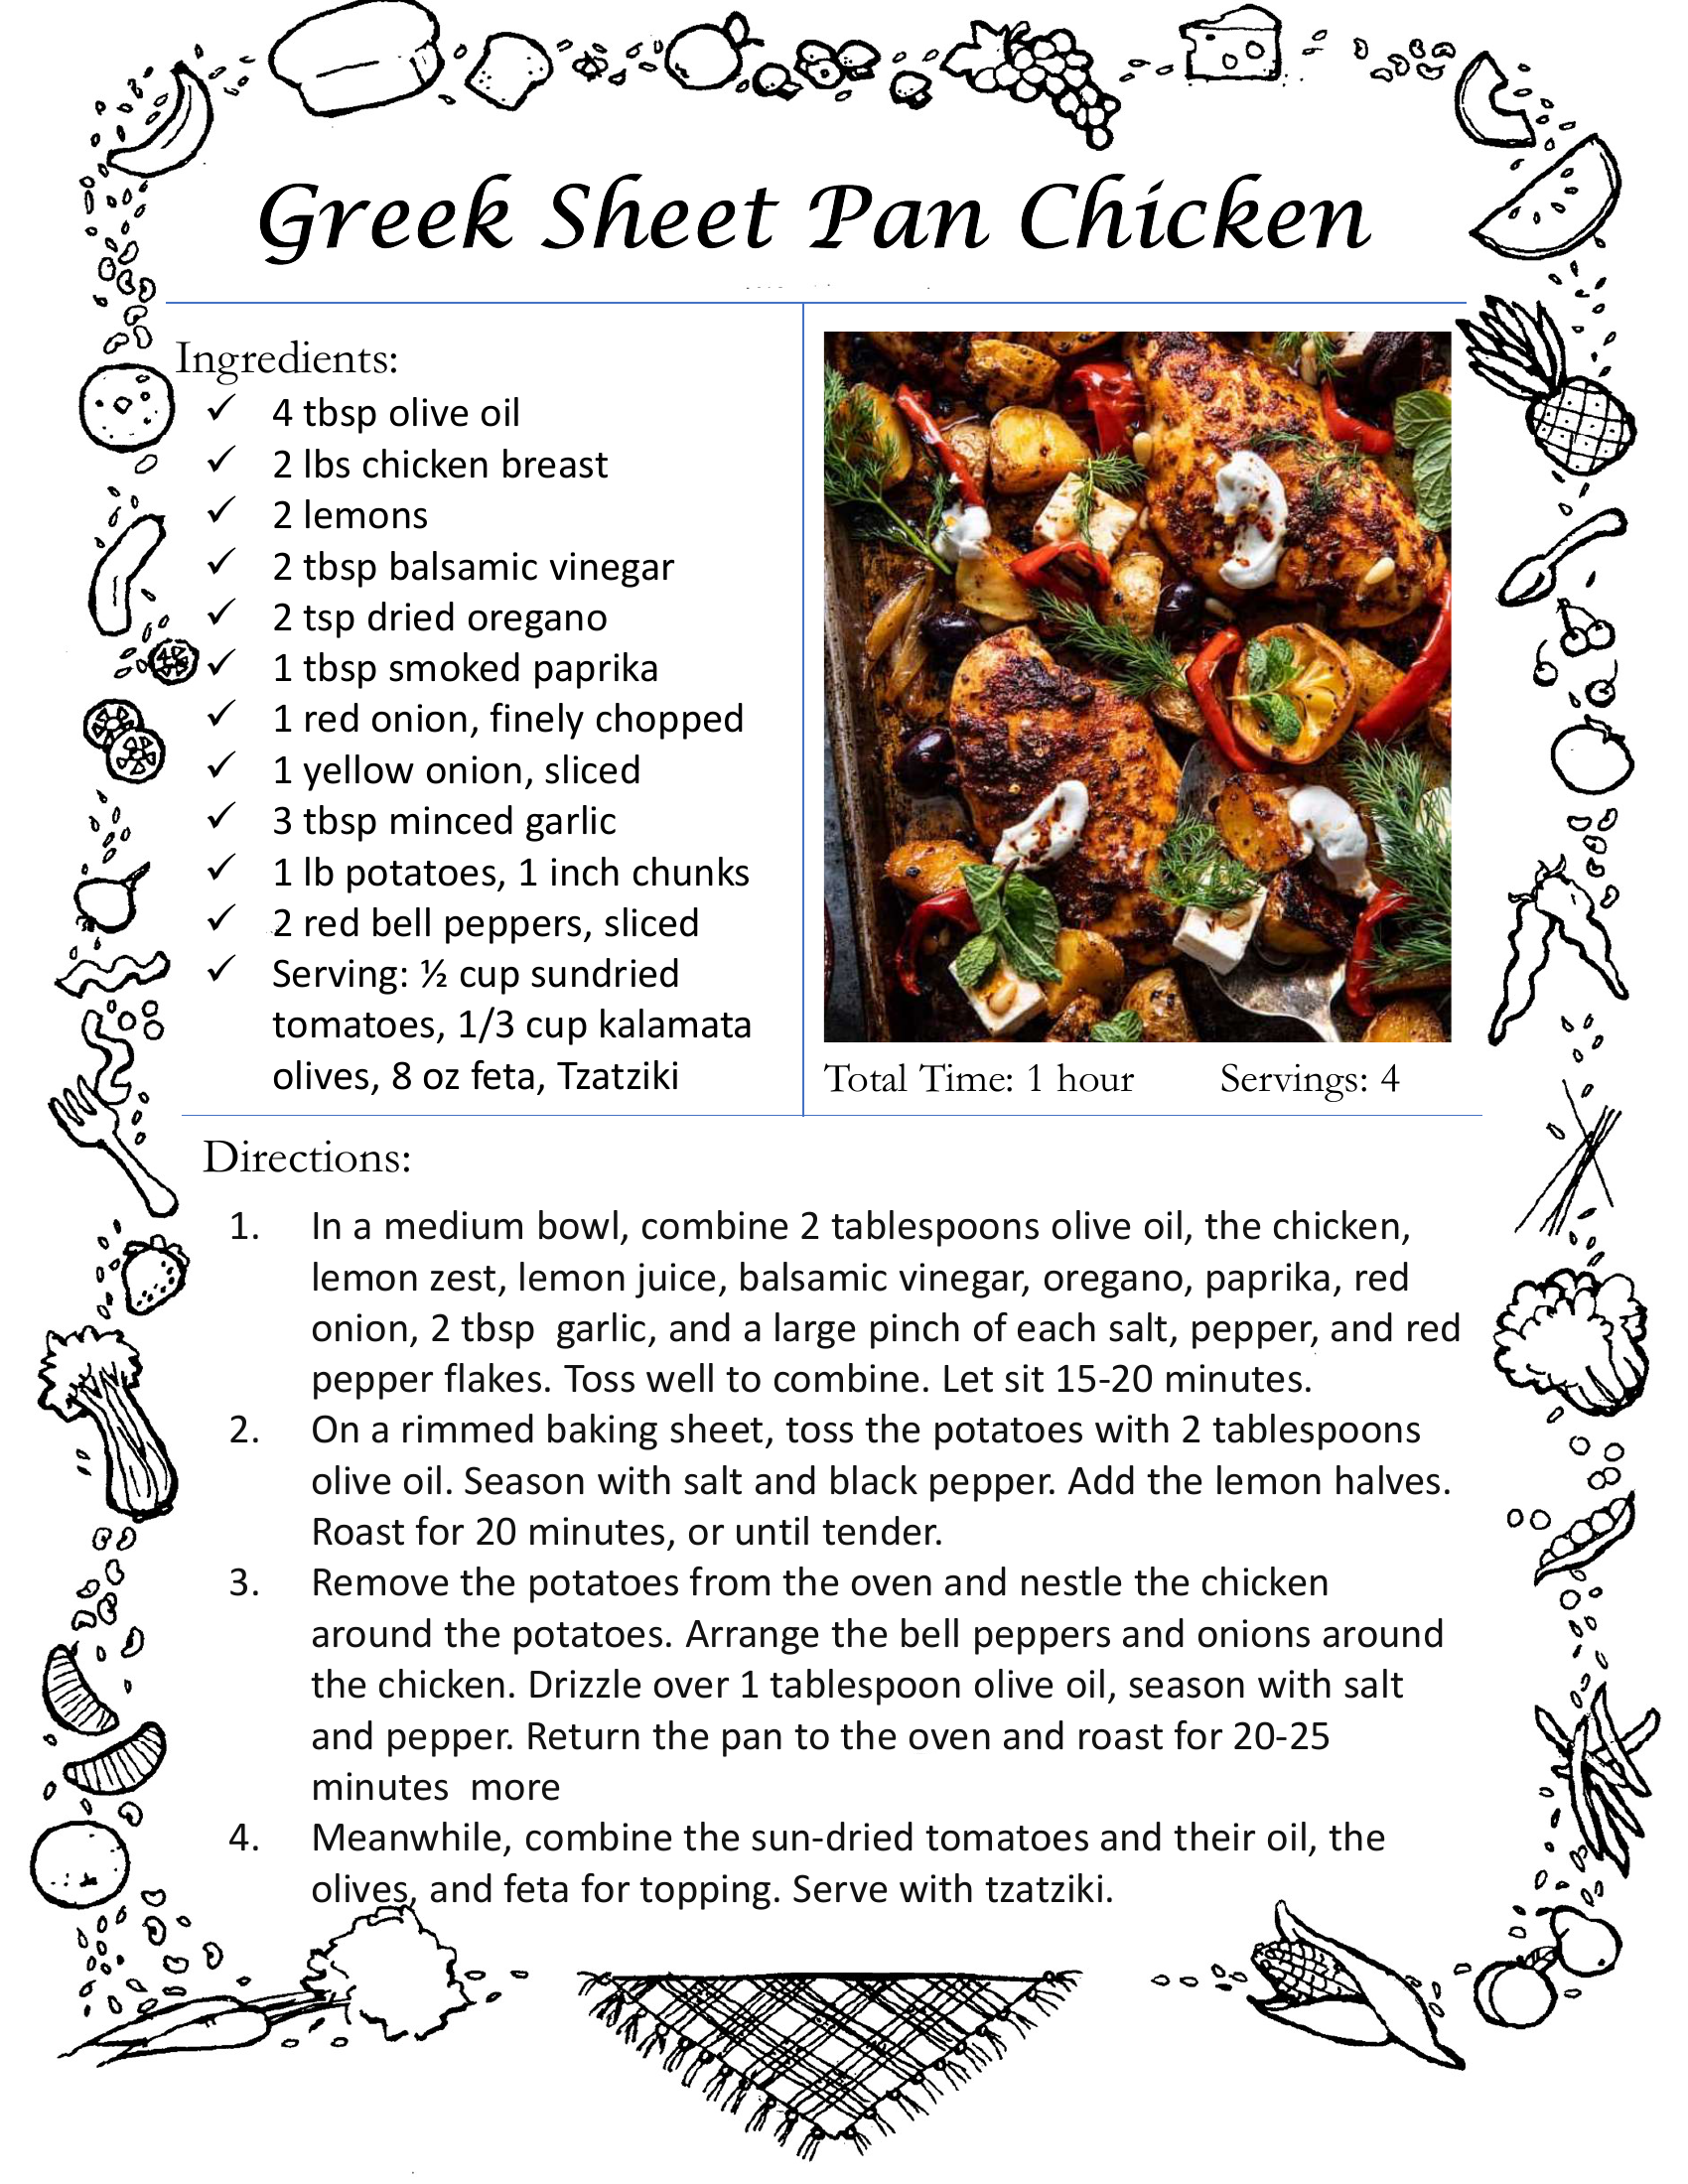 Greek Sheet Pan Chicken
Ingredients:
✓ 4 tbsp olive oil
✓ 2 lbs chicken breast
✓ 2 lemons
✓ 2 tbsp balsamic vinegar
✓ 2 tsp dried oregano
✓ 1 tbsp smoked paprika
✓ 1 red onion, finely chopped
✓ 1 yellow onion, sliced
✓ 3 tbsp minced garlic
✓ 1 lb potatoes, 1 inch chunks
✓ 2 red bell peppers, sliced
✓ Serving: ½ cup sundried
tomatoes, 1/3 cup kalamata
olives, 8 oz feta, Tzatziki
Total Time: 1 hour Servings: 4
Directions:
1. In a medium bowl, combine 2 tablespoons olive oil, the chicken,
lemon zest, lemon juice, balsamic vinegar, oregano, paprika, red
onion, 2 tbsp  garlic, and a large pinch of each salt, pepper, and red
pepper flakes. Toss well to combine. Let sit 15-20 minutes.
2. On a rimmed baking sheet, toss the potatoes with 2 tablespoons
olive oil. Season with salt and black pepper. Add the lemon halves.
Roast for 20 minutes, or until tender.
3. Remove the potatoes from the oven and nestle the chicken
around the potatoes. Arrange the bell peppers and onions around
the chicken. Drizzle over 1 tablespoon olive oil, season with salt
and pepper. Return the pan to the oven and roast for 20-25
minutes  more
4. Meanwhile, combine the sun-dried tomatoes and their oil, the
olives, and feta for topping. Serve with tzatziki.